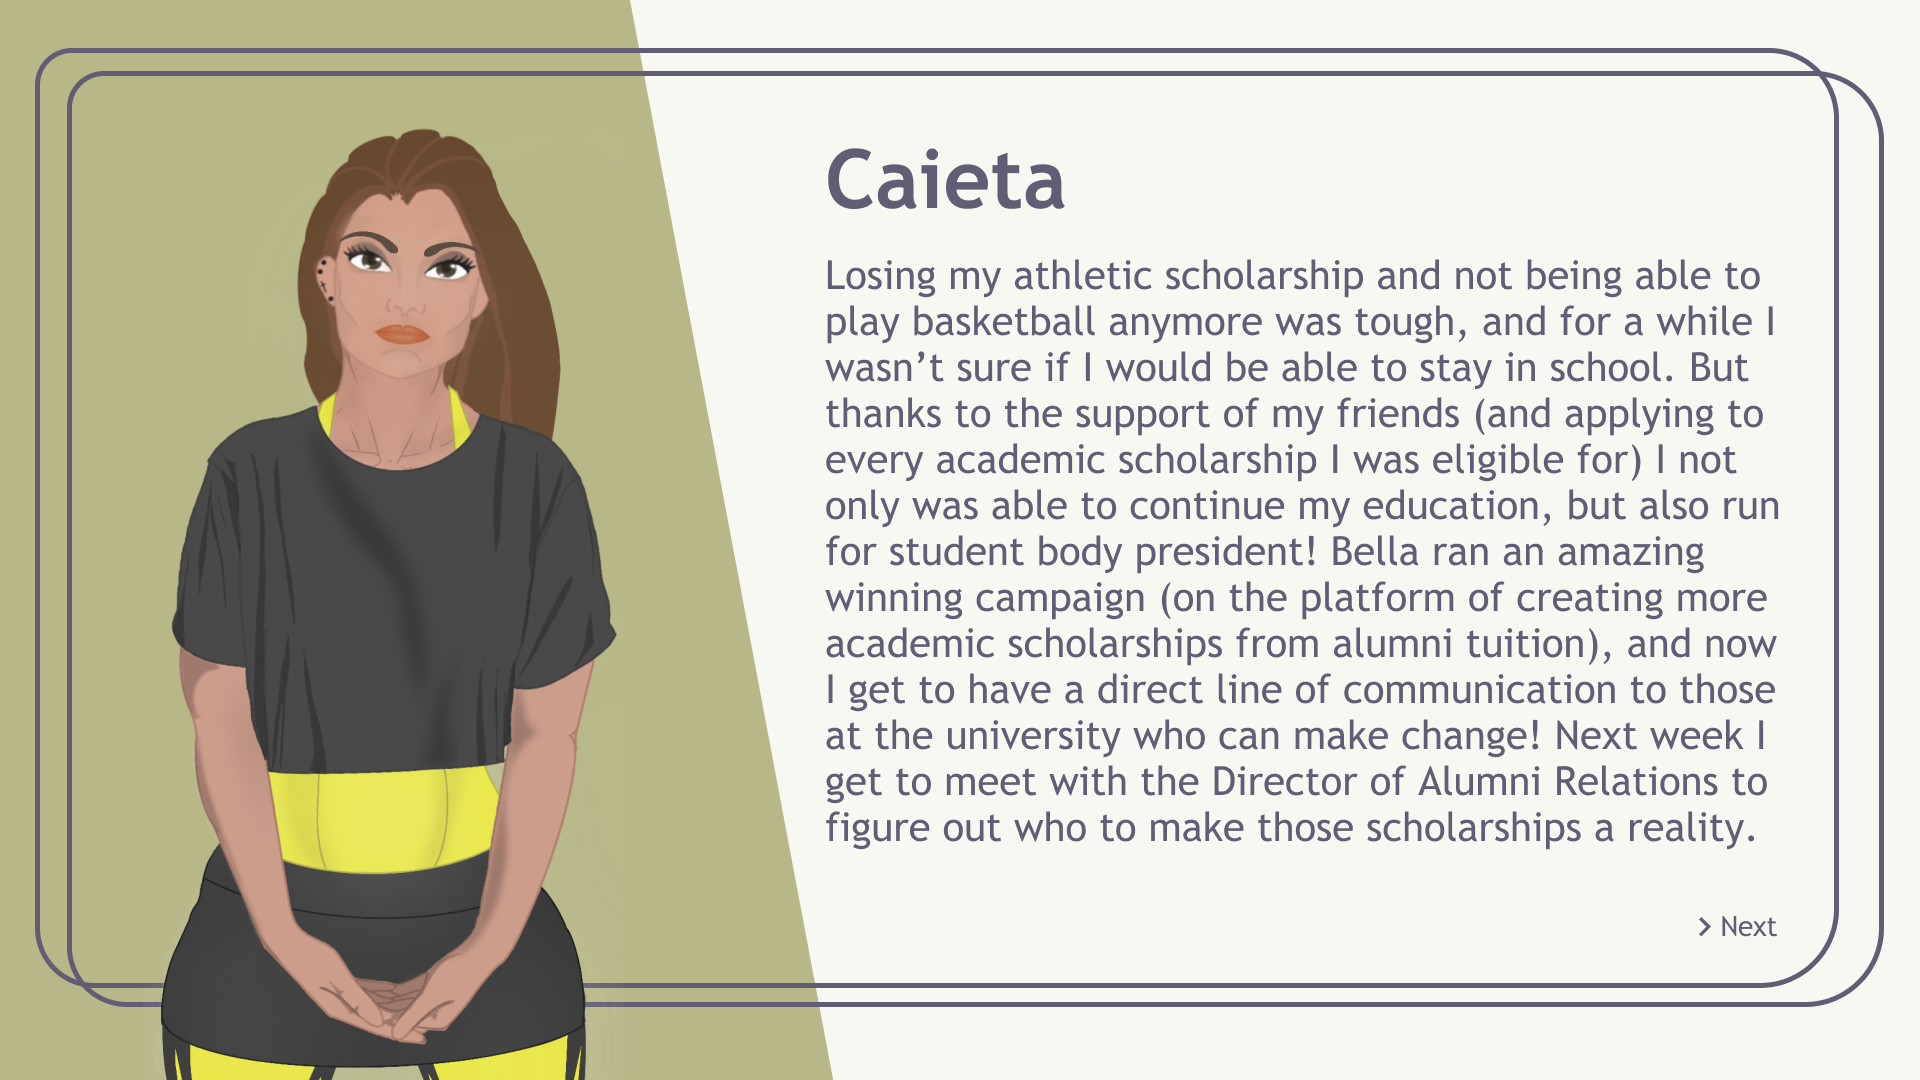 Caieta
Losing my athletic scholarship and not being able to
play basketball anymore was tough, and for a while I
wasn’t sure if I would be able to stay in school. But
thanks to the support of my friends (and applying to
every academic scholarship I was eligible for) I not
only was able to continue my education, but also run
for student body president! Bella ran an amazing
winning campaign (on the platform of creating more
academic scholarships from alumni tuition), and now
I get to have a direct line of communication to those
at the university who can make change! Next week I
get to meet with the Director of Alumni Relations to
figure out who to make those scholarships a reality.
Next